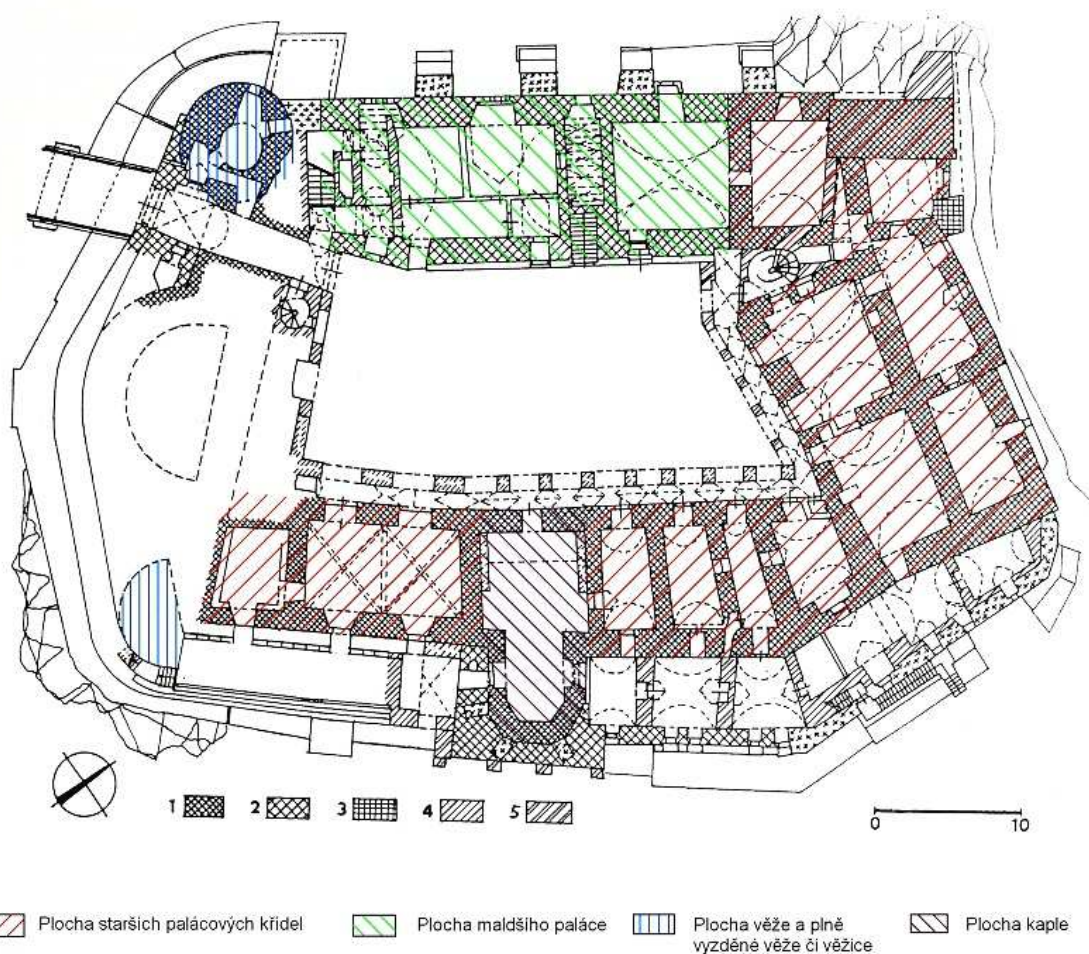 1 2 3 4 5
0 10
Plocha starších palácových křídel
Plocha maldšího paláce
Plocha věže a plně
vyzděné věže či věžice
Plocha kaple